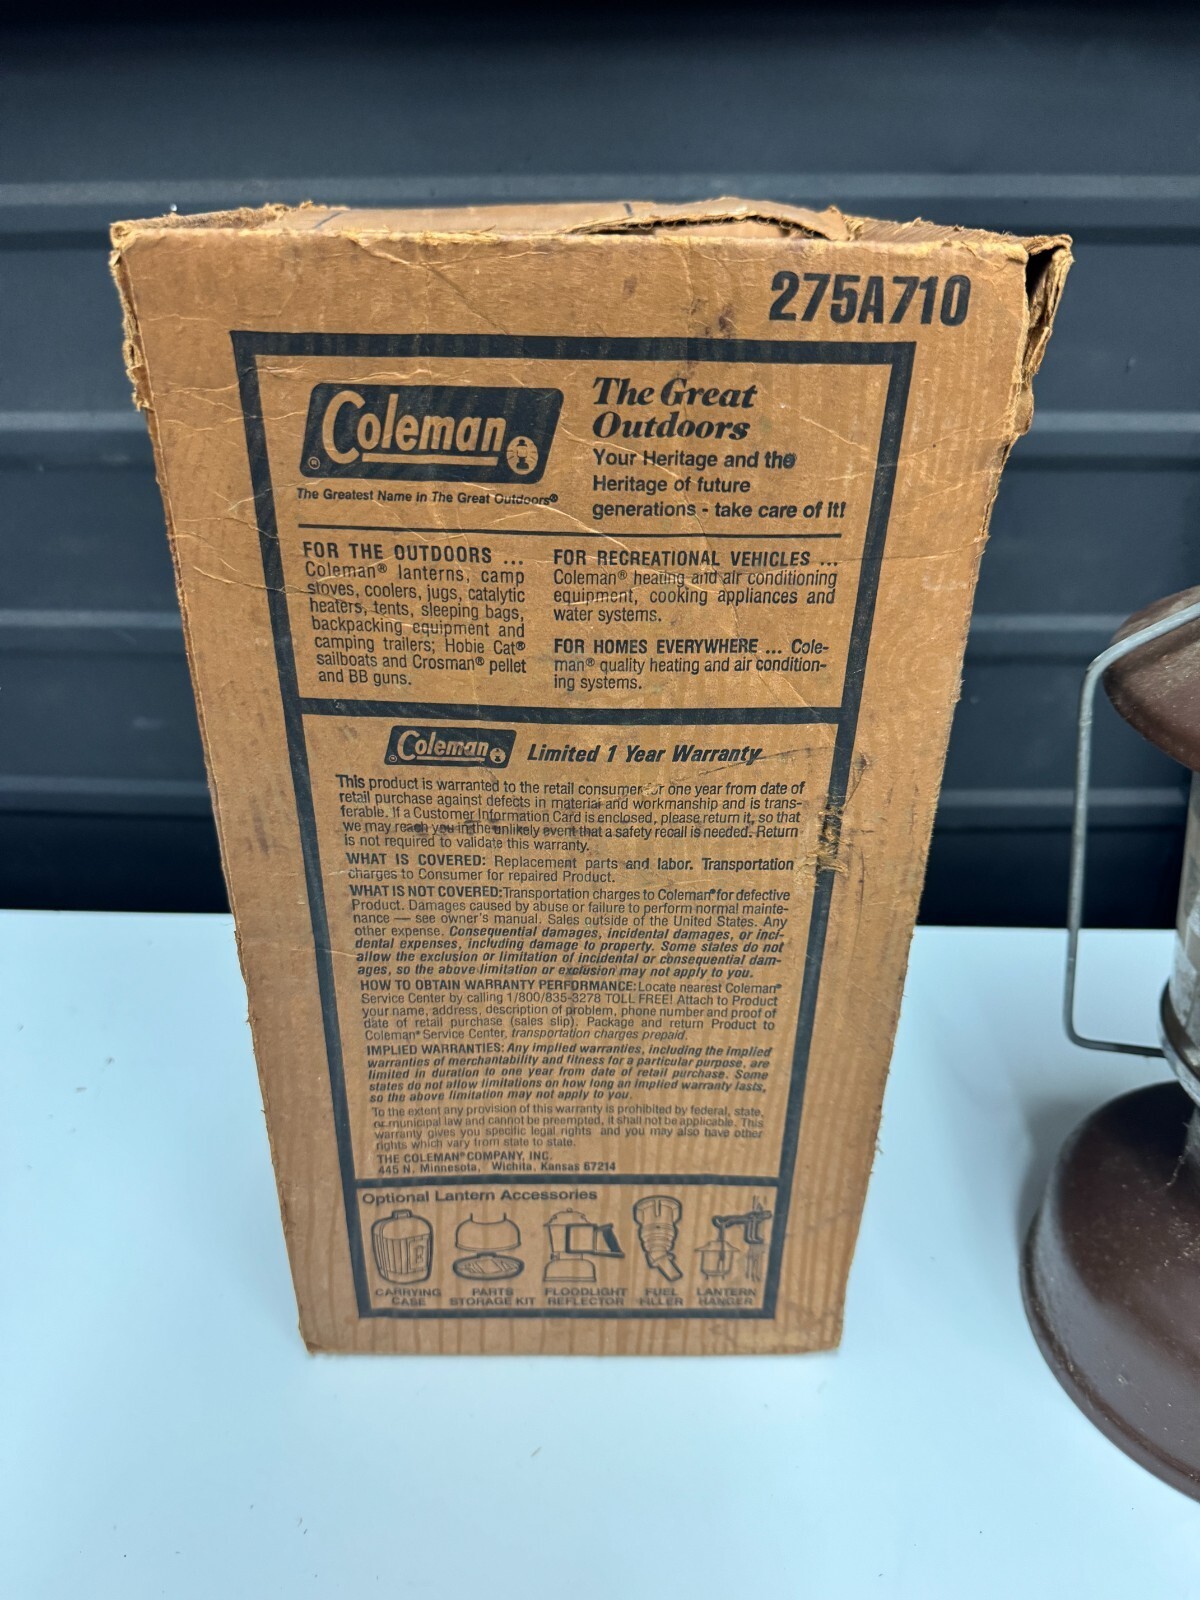 275A710
Coleman
®
The Greatest Name in The Great Outdoors®
The Great
Outdoors
Your Heritage and the
Heritage of future
generations - take care of it!
FOR THE OUTDOORS ...
Coleman® lanterns, camp
stoves, coolers, jugs, catalytic
heaters, tents, sleeping bags,
backpacking equipment and
camping trailers; Hobie Cat®
sailboats and Crosman® pellet
and BB guns.
FOR RECREATIONAL VEHICLES ...
Coleman® heating and air conditioning
equipment, cooking appliances and
water systems.
FOR HOMES EVERYWHERE ... Cole-
man® quality heating and air condition-
ing systems.
Coleman
®
Limited 1 Year Warranty
This product is warranted to the retail consumer for one year from date of
retail purchase against defects in material and workmanship and is trans-
ferable. If a Customer Information Card is enclosed, please return it, so that
we may reach you in the unlikely event that a safety recall is needed. Return
is not required to validate this warranty.
WHAT IS COVERED: Replacement parts and labor. Transportation
charges to Consumer for repaired Product.
WHAT IS NOT COVERED: Transportation charges to Coleman® for defective
Product. Damages caused by abuse or failure to perform normal mainte-
nance — see owner's manual. Sales outside of the United States. Any
other expense. Consequential damages, incidental damages, or inci-
dental expenses, including damage to property. Some states do not
allow the exclusion or limitation of incidental or consequential dam-
ages, so the above limitation or exclusion may not apply to you.
HOW TO OBTAIN WARRANTY PERFORMANCE: Locate nearest Coleman®
Service Center by calling 1/800/835-3278 TOLL FREE! Attach to Product
your name, address, description of problem, phone number and proof of
date of retail purchase (sales slip). Package and return Product to
Coleman® Service Center, transportation charges prepaid.
IMPLIED WARRANTIES: Any implied warranties, including the implied
warranties of merchantability and fitness for a particular purpose, are
limited in duration to one year from date of retail purchase. Some
states do not allow limitations on how long an implied warranty lasts,
so the above limitation may not apply to you.
To the extent any provision of this warranty is prohibited by federal, state,
or municipal law and cannot be preempted, it shall not be applicable. This
warranty gives you specific legal rights and you may also have other
rights which vary from state to state.
THE COLEMAN® COMPANY, INC.
445 N. Minnesota, Wichita, Kansas 67214
Optional Lantern Accessories
CARRYING
CASE
PARTS
STORAGE KIT
FLOODLIGHT
REFLECTOR
FUEL
FILLER
LANTERN
HANGER